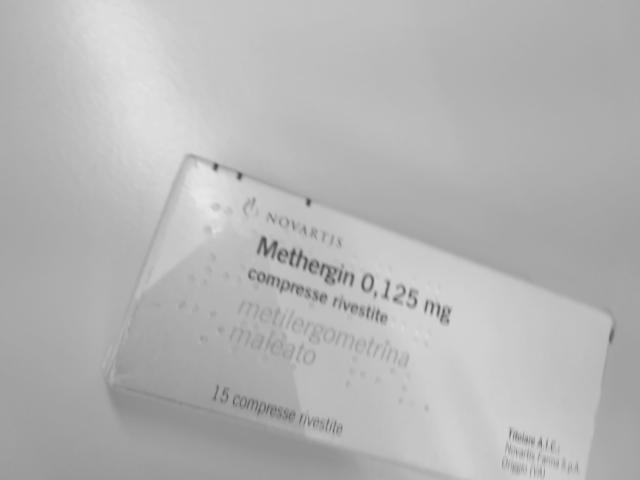 NOVARTIS
Methergin 0,125 mg
compresse rivestite
metilergometrina
maleato
15 compresse rivestite
Titolare A.I.C.:
Novartis Farma S.p.A.
Origgio (VA)